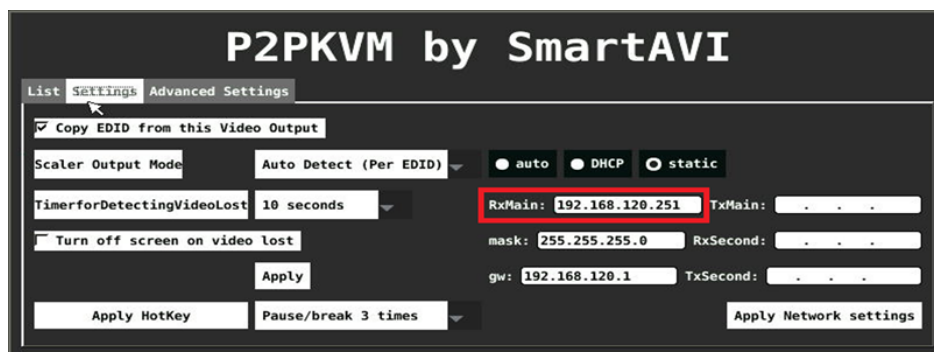 P2PKVM by SmartAVI
List Settings Advanced Settings
Copy EDID from this Video Output
Scaler Output Mode Auto Detect (Per EDID) auto DHCP static
TimerforDetectingVideoLost 10 seconds RxMain: 192.168.120.251 TxMain: . . .
Turn off screen on video lost mask: 255.255.255.0 RxSecond: . . .
Apply gw: 192.168.120.1 TxSecond: . . .
Apply HotKey Pause/break 3 times Apply Network settings